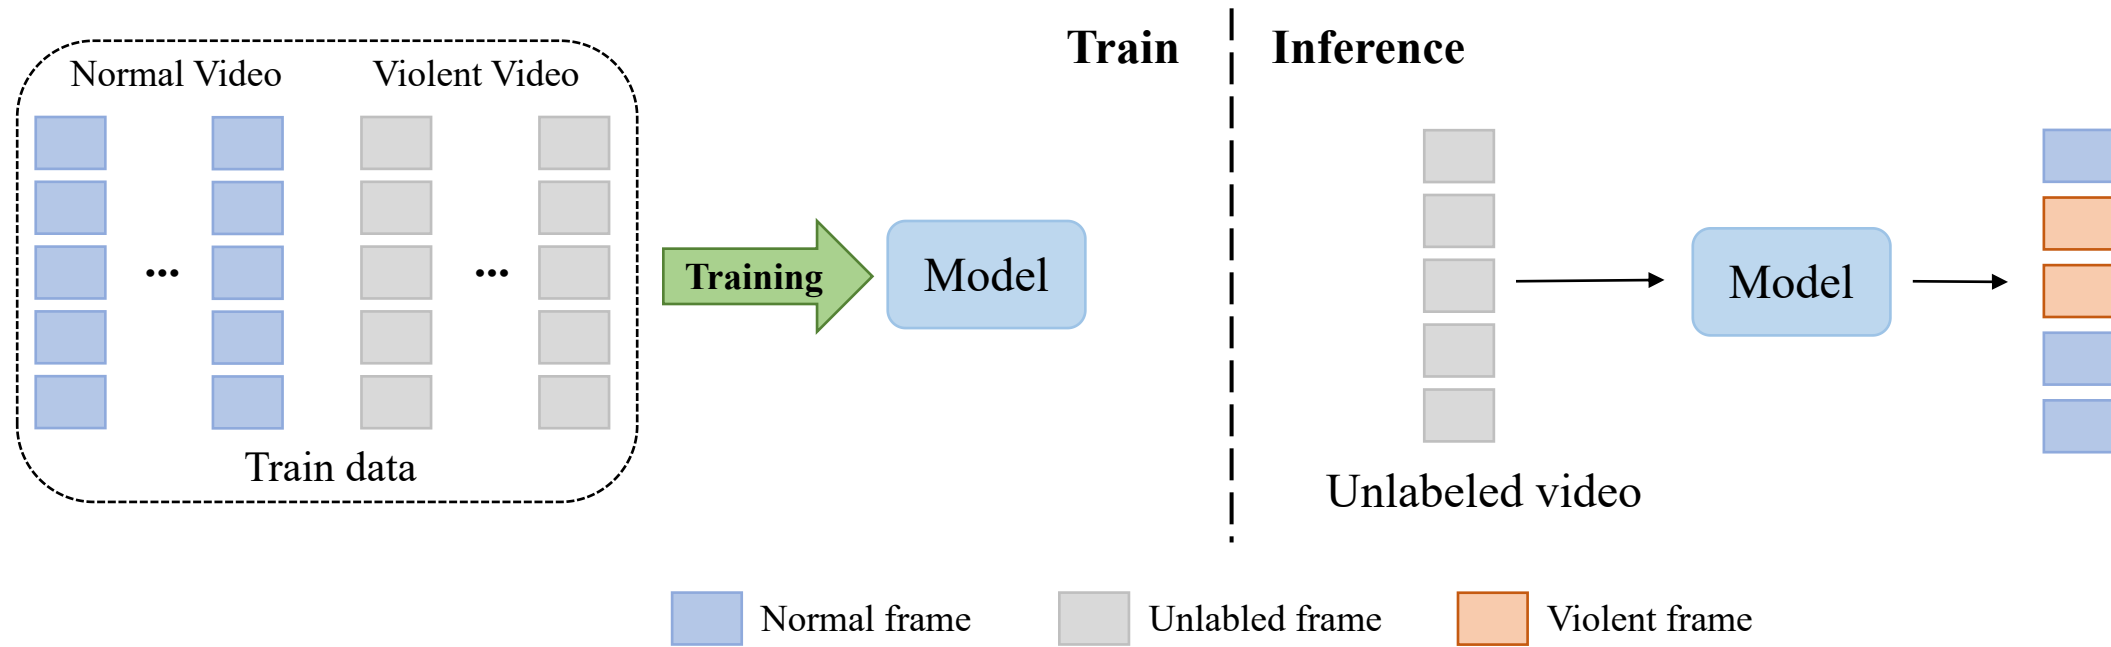 Train
Inference
Normal Video
Violent Video
...
...
Training
Model
Model
Train data
Unlabeled video
Normal frame
Unlabled frame
Violent frame